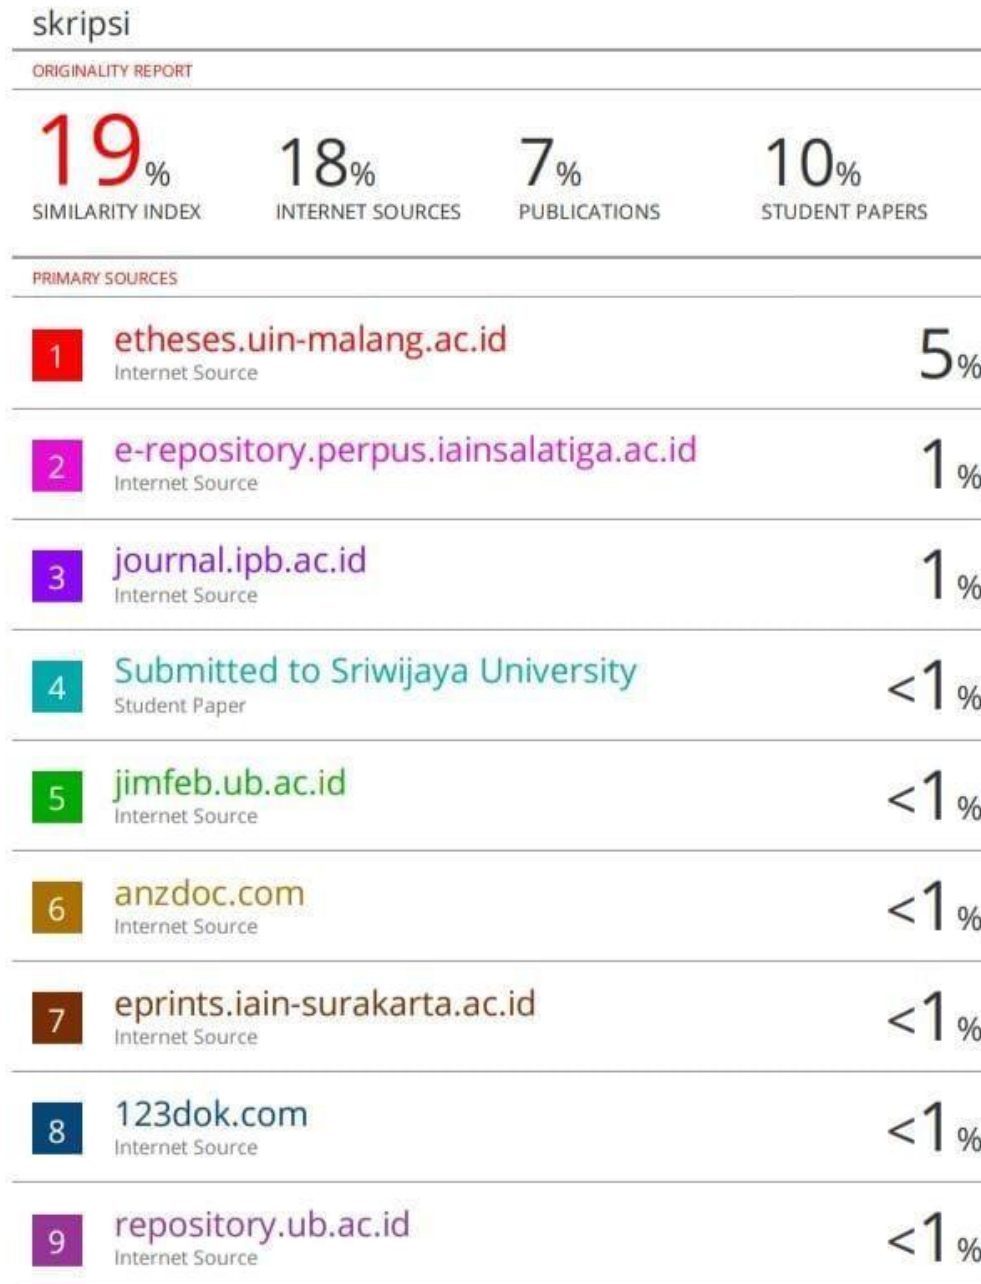 skripsi
ORIGINALITY REPORT
19% 18% 7% 10%
SIMILARITY INDEX INTERNET SOURCES PUBLICATIONS STUDENT PAPERS
PRIMARY SOURCES
1 etheses.uin-malang.ac.id 5%
Internet Source
2 e-repository.perpus.iainsalatiga.ac.id 1%
Internet Source
3 journal.ipb.ac.id 1%
Internet Source
4 Submitted to Sriwijaya University <1%
Student Paper
5 jimfeb.ub.ac.id <1%
Internet Source
6 anzdoc.com <1%
Internet Source
7 eprints.iain-surakarta.ac.id <1%
Internet Source
8 123dok.com <1%
Internet Source
9 repository.ub.ac.id <1%
Internet Source